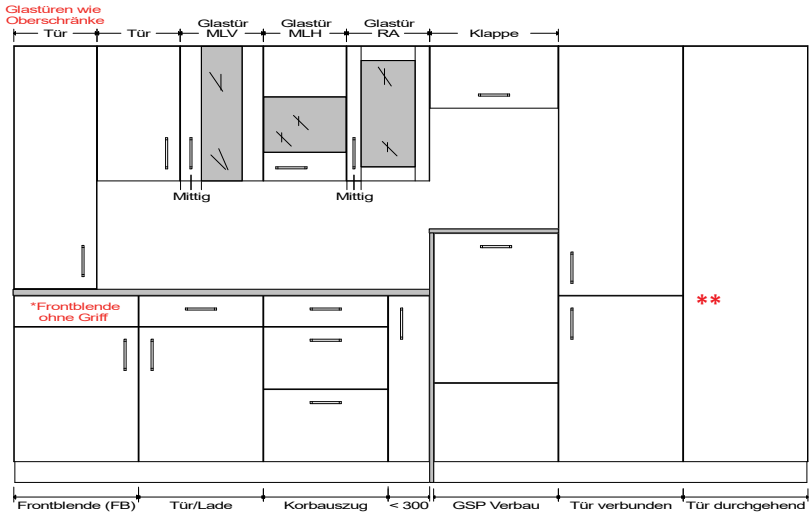 Glastüren wie
Oberschränke
Tür
Tür
Glastür
MLV
Glastür
MLH
Glastür
RA
Klappe
Mittig
Mittig
*Frontblende
ohne Griff
**
Frontblende (FB)
Tür/Lade
Korbauszug
< 300
GSP Verbau
Tür verbunden
Tür durchgehend